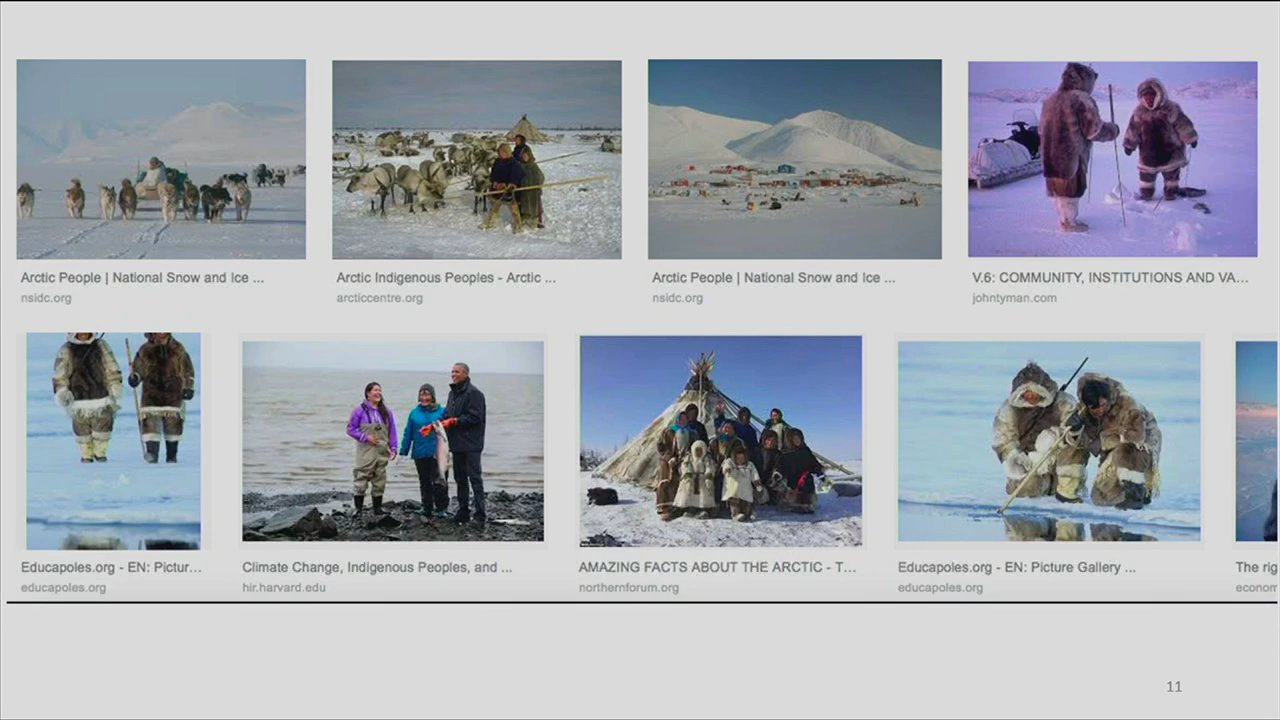 Arctic People | National Snow and Ice ...
nsidc.org
Arctic Indigenous Peoples - Arctic ...
arcticcentre.org
Arctic People | National Snow and Ice ...
nsidc.org
V.6: COMMUNITY, INSTITUTIONS AND VA...
johntyman.com
Educapoles.org - EN: Pictur...
educapoles.org
Climate Change, Indigenous Peoples, and ...
hir.harvard.edu
AMAZING FACTS ABOUT THE ARCTIC - T...
northernforum.org
Educapoles.org - EN: Picture Gallery ...
educapoles.org
The rig
econom
11